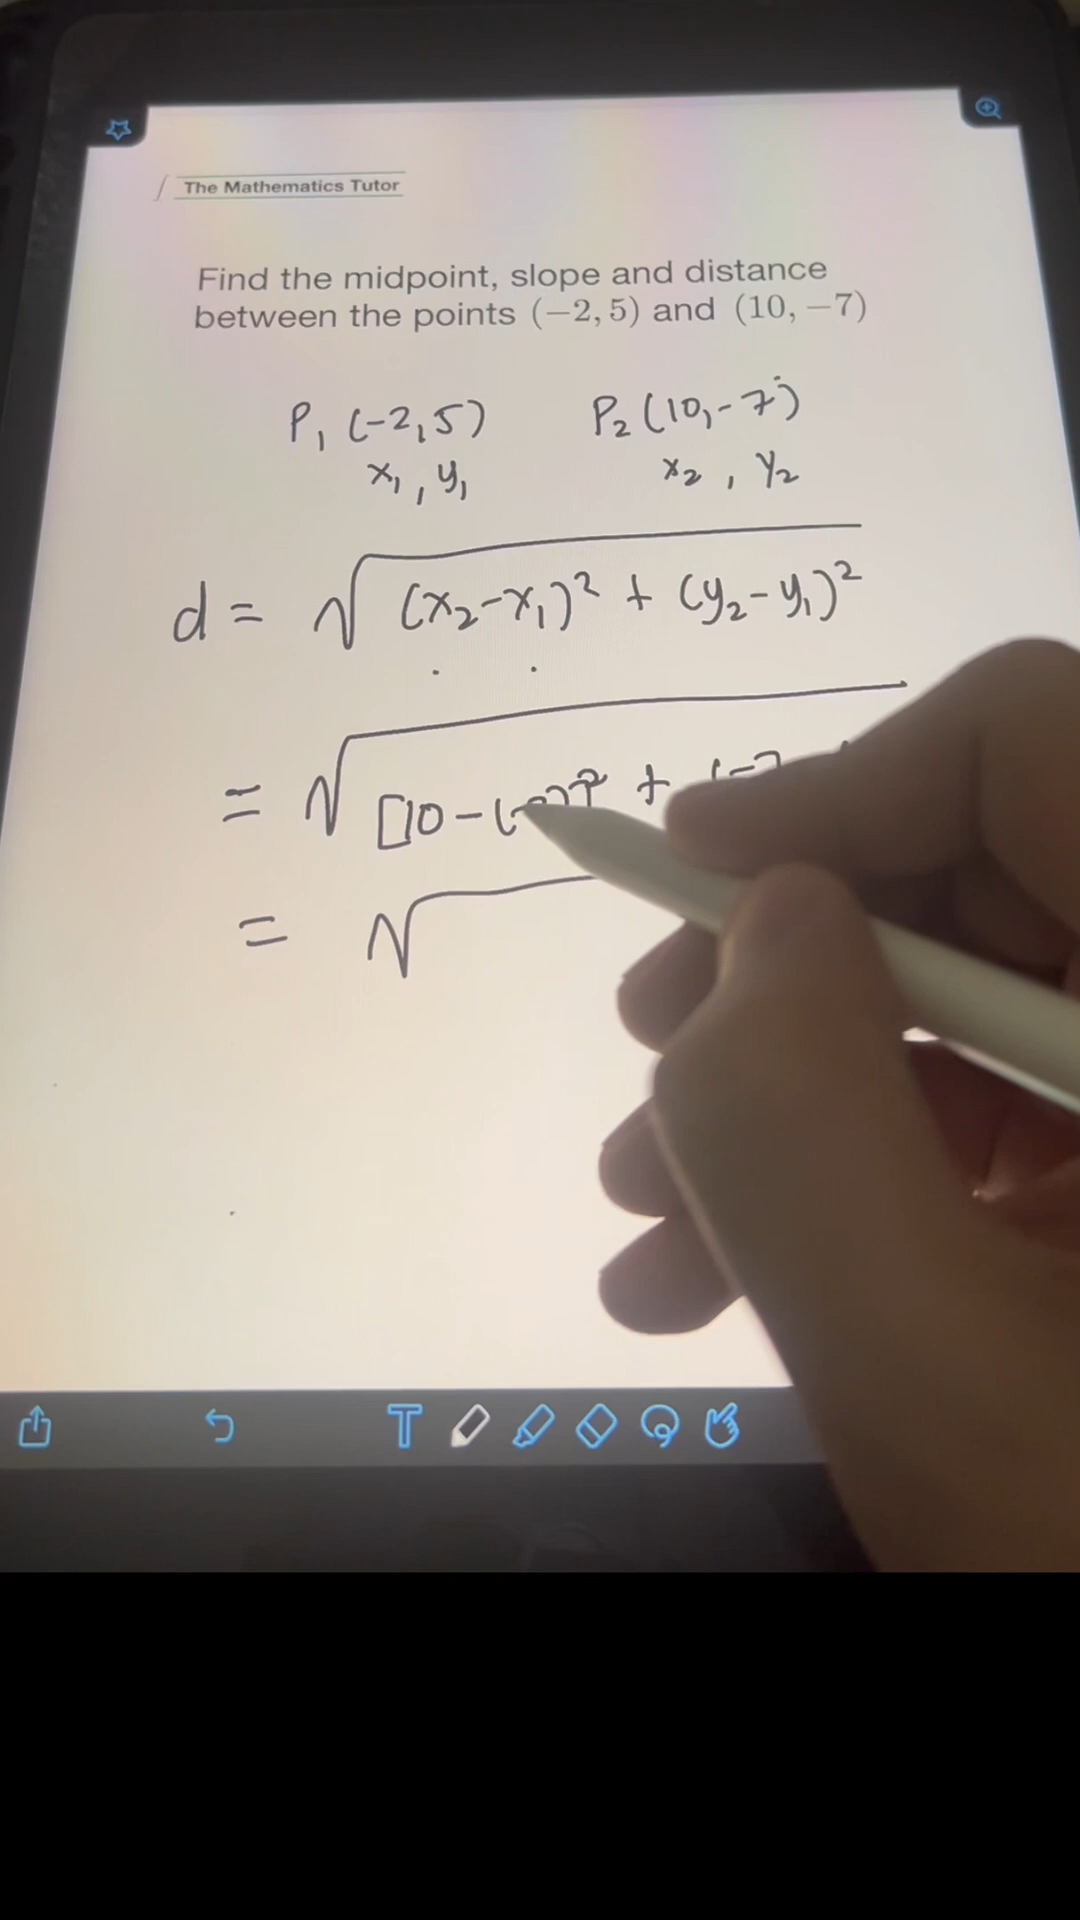 The Mathematics Tutor
Find the midpoint, slope and distance
between the points (−2, 5) and (10, −7)
P₁ (-2, 5) P₂ (10, -7)
x₁ , y₁ x₂ , y₂
d = √(x₂-x₁)² + (y₂-y₁)²
= √[10-( + (-7
= √
T